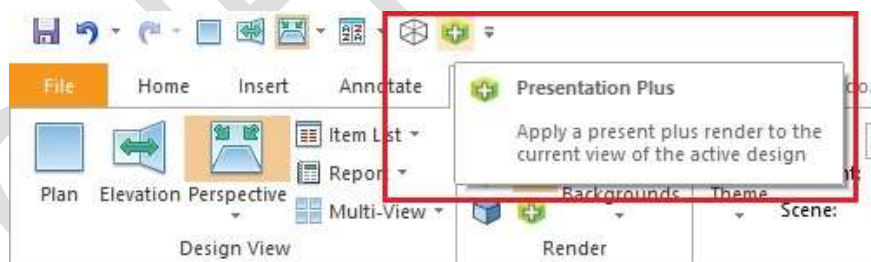 File Home Insert Annotate
Presentation Plus
Apply a present plus render to the
current view of the active design
Item List
Report
Multi-View
Plan Elevation Perspective
Backgrounds
Theme
Scene:
Design View Render